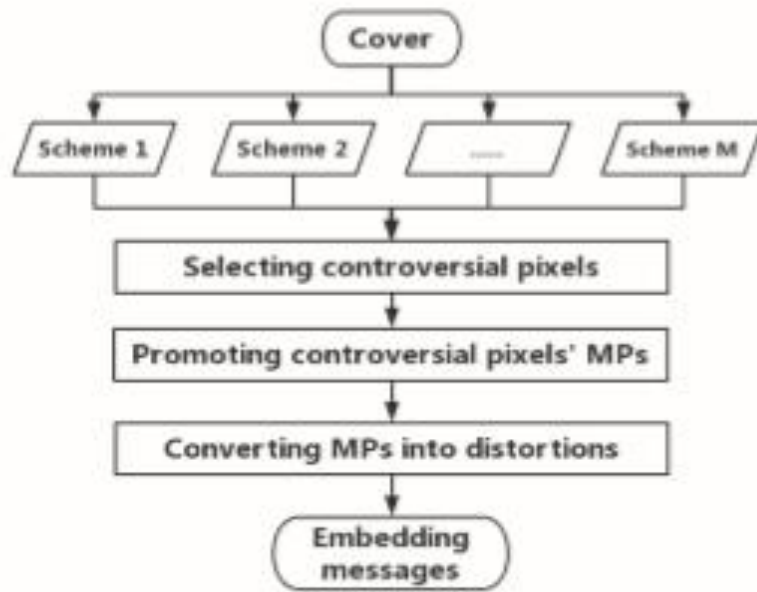 Cover
Scheme 1
Scheme 2
......
Scheme M
Selecting controversial pixels
Promoting controversial pixels' MPs
Converting MPs into distortions
Embedding
messages